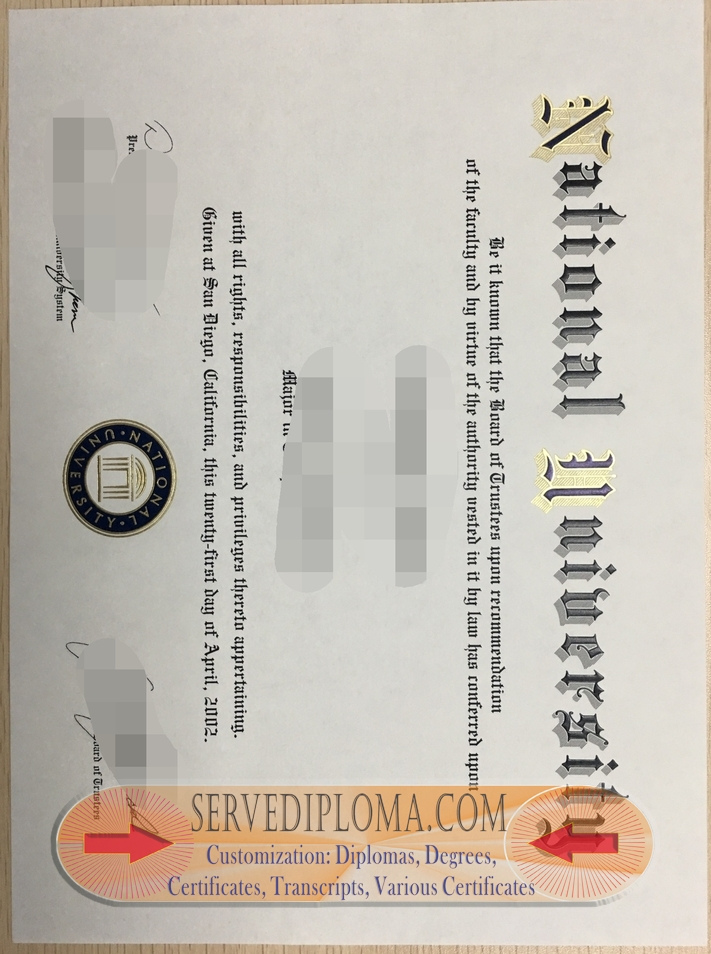 National University
Be it known that the Board of Trustees upon recommendation
of the faculty and by virtue of the authority vested in it by law has conferred upon
Major in
with all rights, responsibilities, and privileges thereto appertaining.
Given at San Diego, California, this twenty-first day of April, 2002.
Pre.
System
NATIONAL UNIVERSITY
of Trustees
SERVEDIPLOMA.COM
Customization: Diplomas, Degrees,
Certificates, Transcripts, Various Certificates